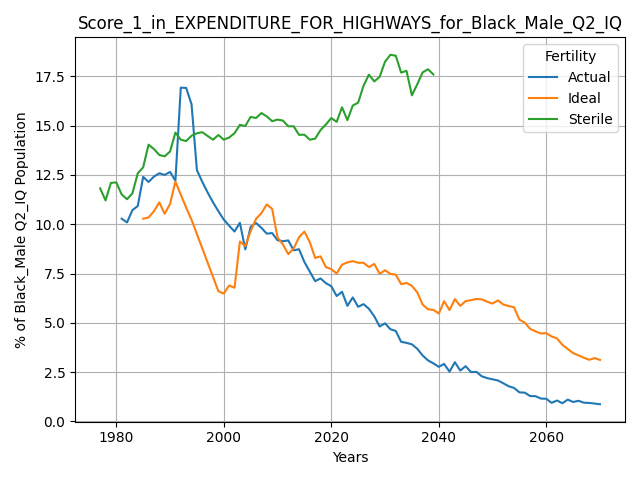 Score_1_in_EXPENDITURE_FOR_HIGHWAYS_for_Black_Male_Q2_IQ
Fertility
Actual
Ideal
Sterile
% of Black_Male Q2_IQ Population
17.5
15.0
12.5
10.0
7.5
5.0
2.5
0.0
1980 2000 2020 2040 2060
Years